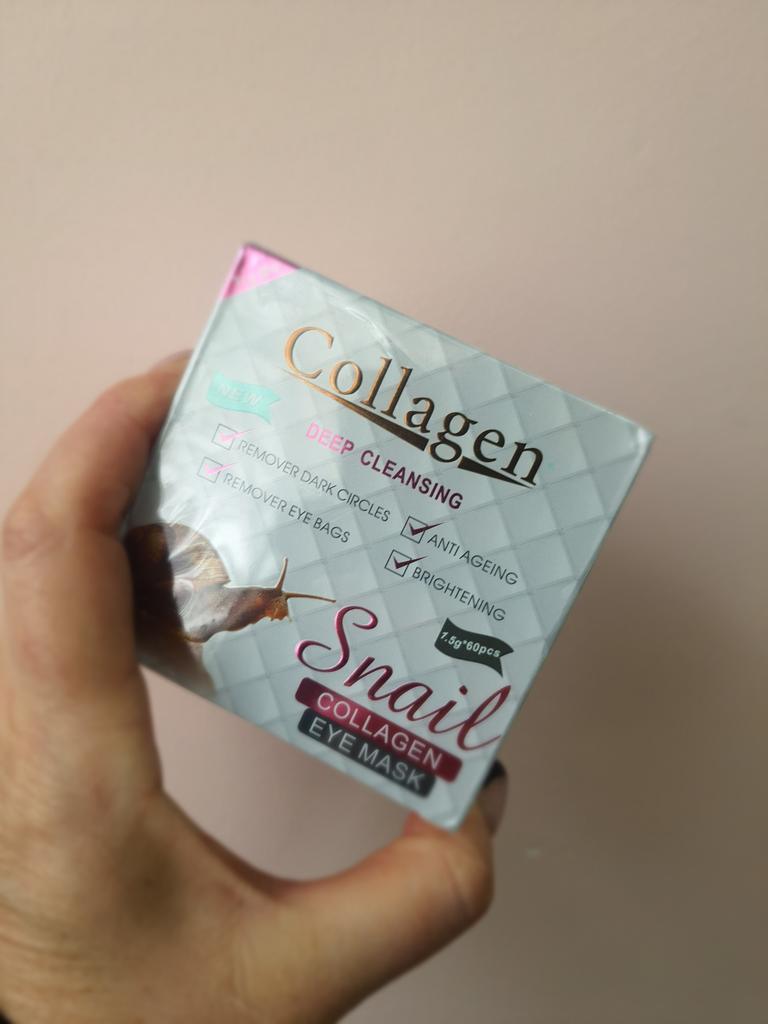 Collagen
NEW
DEEP CLEANSING
REMOVER DARK CIRCLES
REMOVER EYE BAGS
ANTI AGEING
BRIGHTENING
7.5g*60pcs
Snail
COLLAGEN
EYE MASK